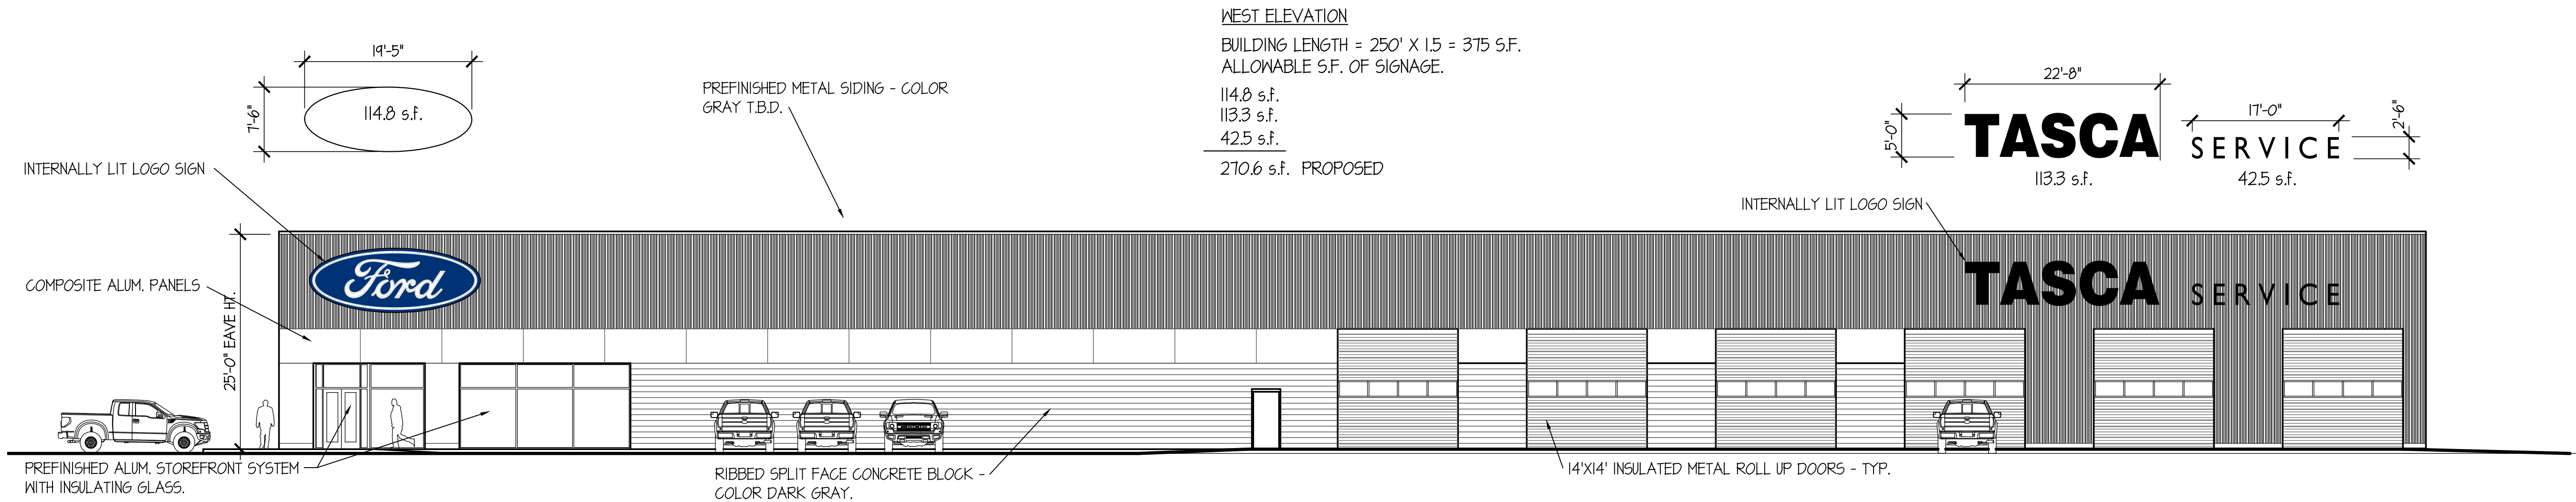 WEST ELEVATION
BUILDING LENGTH = 250' X 1.5 = 375 S.F.
ALLOWABLE S.F. OF SIGNAGE.
114.8 s.f.
113.3 s.f.
42.5 s.f.
270.6 s.f. PROPOSED
19'-5"
7'-6"
114.8 s.f.
PREFINISHED METAL SIDING - COLOR
GRAY T.B.D.
22'-8"
5'-0"
TASCA
113.3 s.f.
17'-0"
2'-6"
SERVICE
42.5 s.f.
INTERNALLY LIT LOGO SIGN
INTERNALLY LIT LOGO SIGN
Ford
TASCA SERVICE
COMPOSITE ALUM. PANELS
25'-0" EAVE HT.
PREFINISHED ALUM. STOREFRONT SYSTEM
WITH INSULATING GLASS.
RIBBED SPLIT FACE CONCRETE BLOCK -
COLOR DARK GRAY.
14'X14' INSULATED METAL ROLL UP DOORS - TYP.